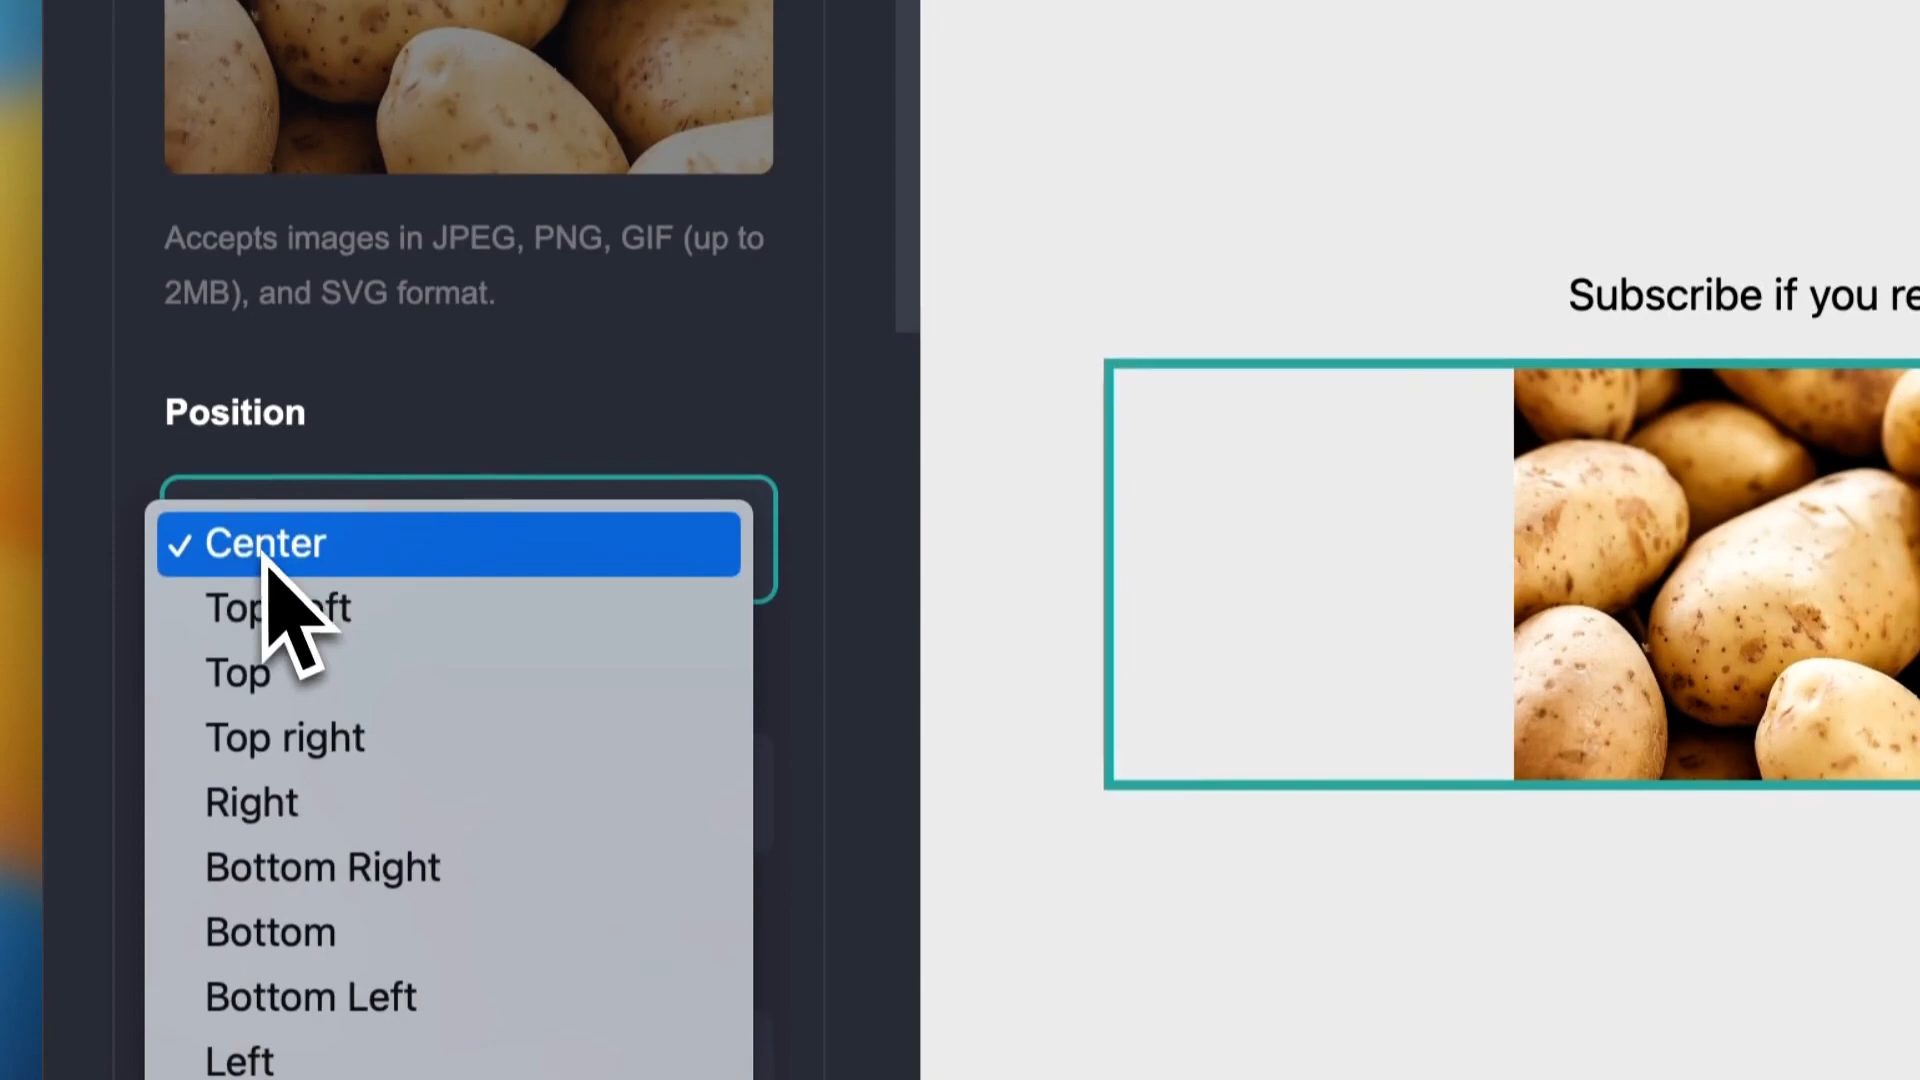 Accepts images in JPEG, PNG, GIF (up to
2MB), and SVG format.
Position
✓ Center
Top
Top right
Right
Bottom Right
Bottom
Bottom Left
Left
Subscribe if you